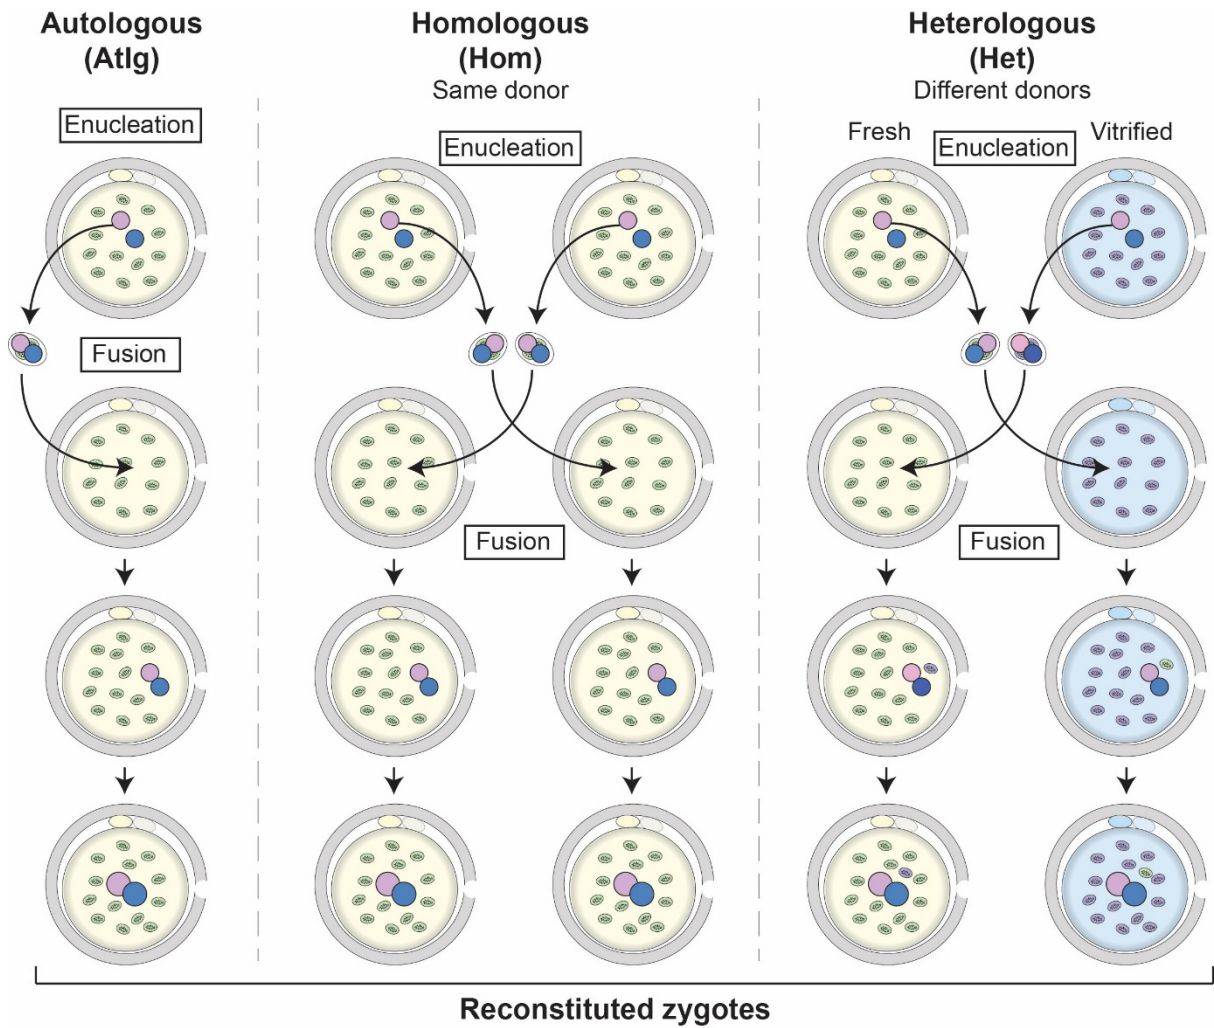 Autologous
(Atlg)
Enucleation
Fusion
Homologous
(Hom)
Same donor
Enucleation
Fusion
Heterologous
(Het)
Different donors
Fresh
Enucleation
Vitrified
Fusion
Reconstituted zygotes